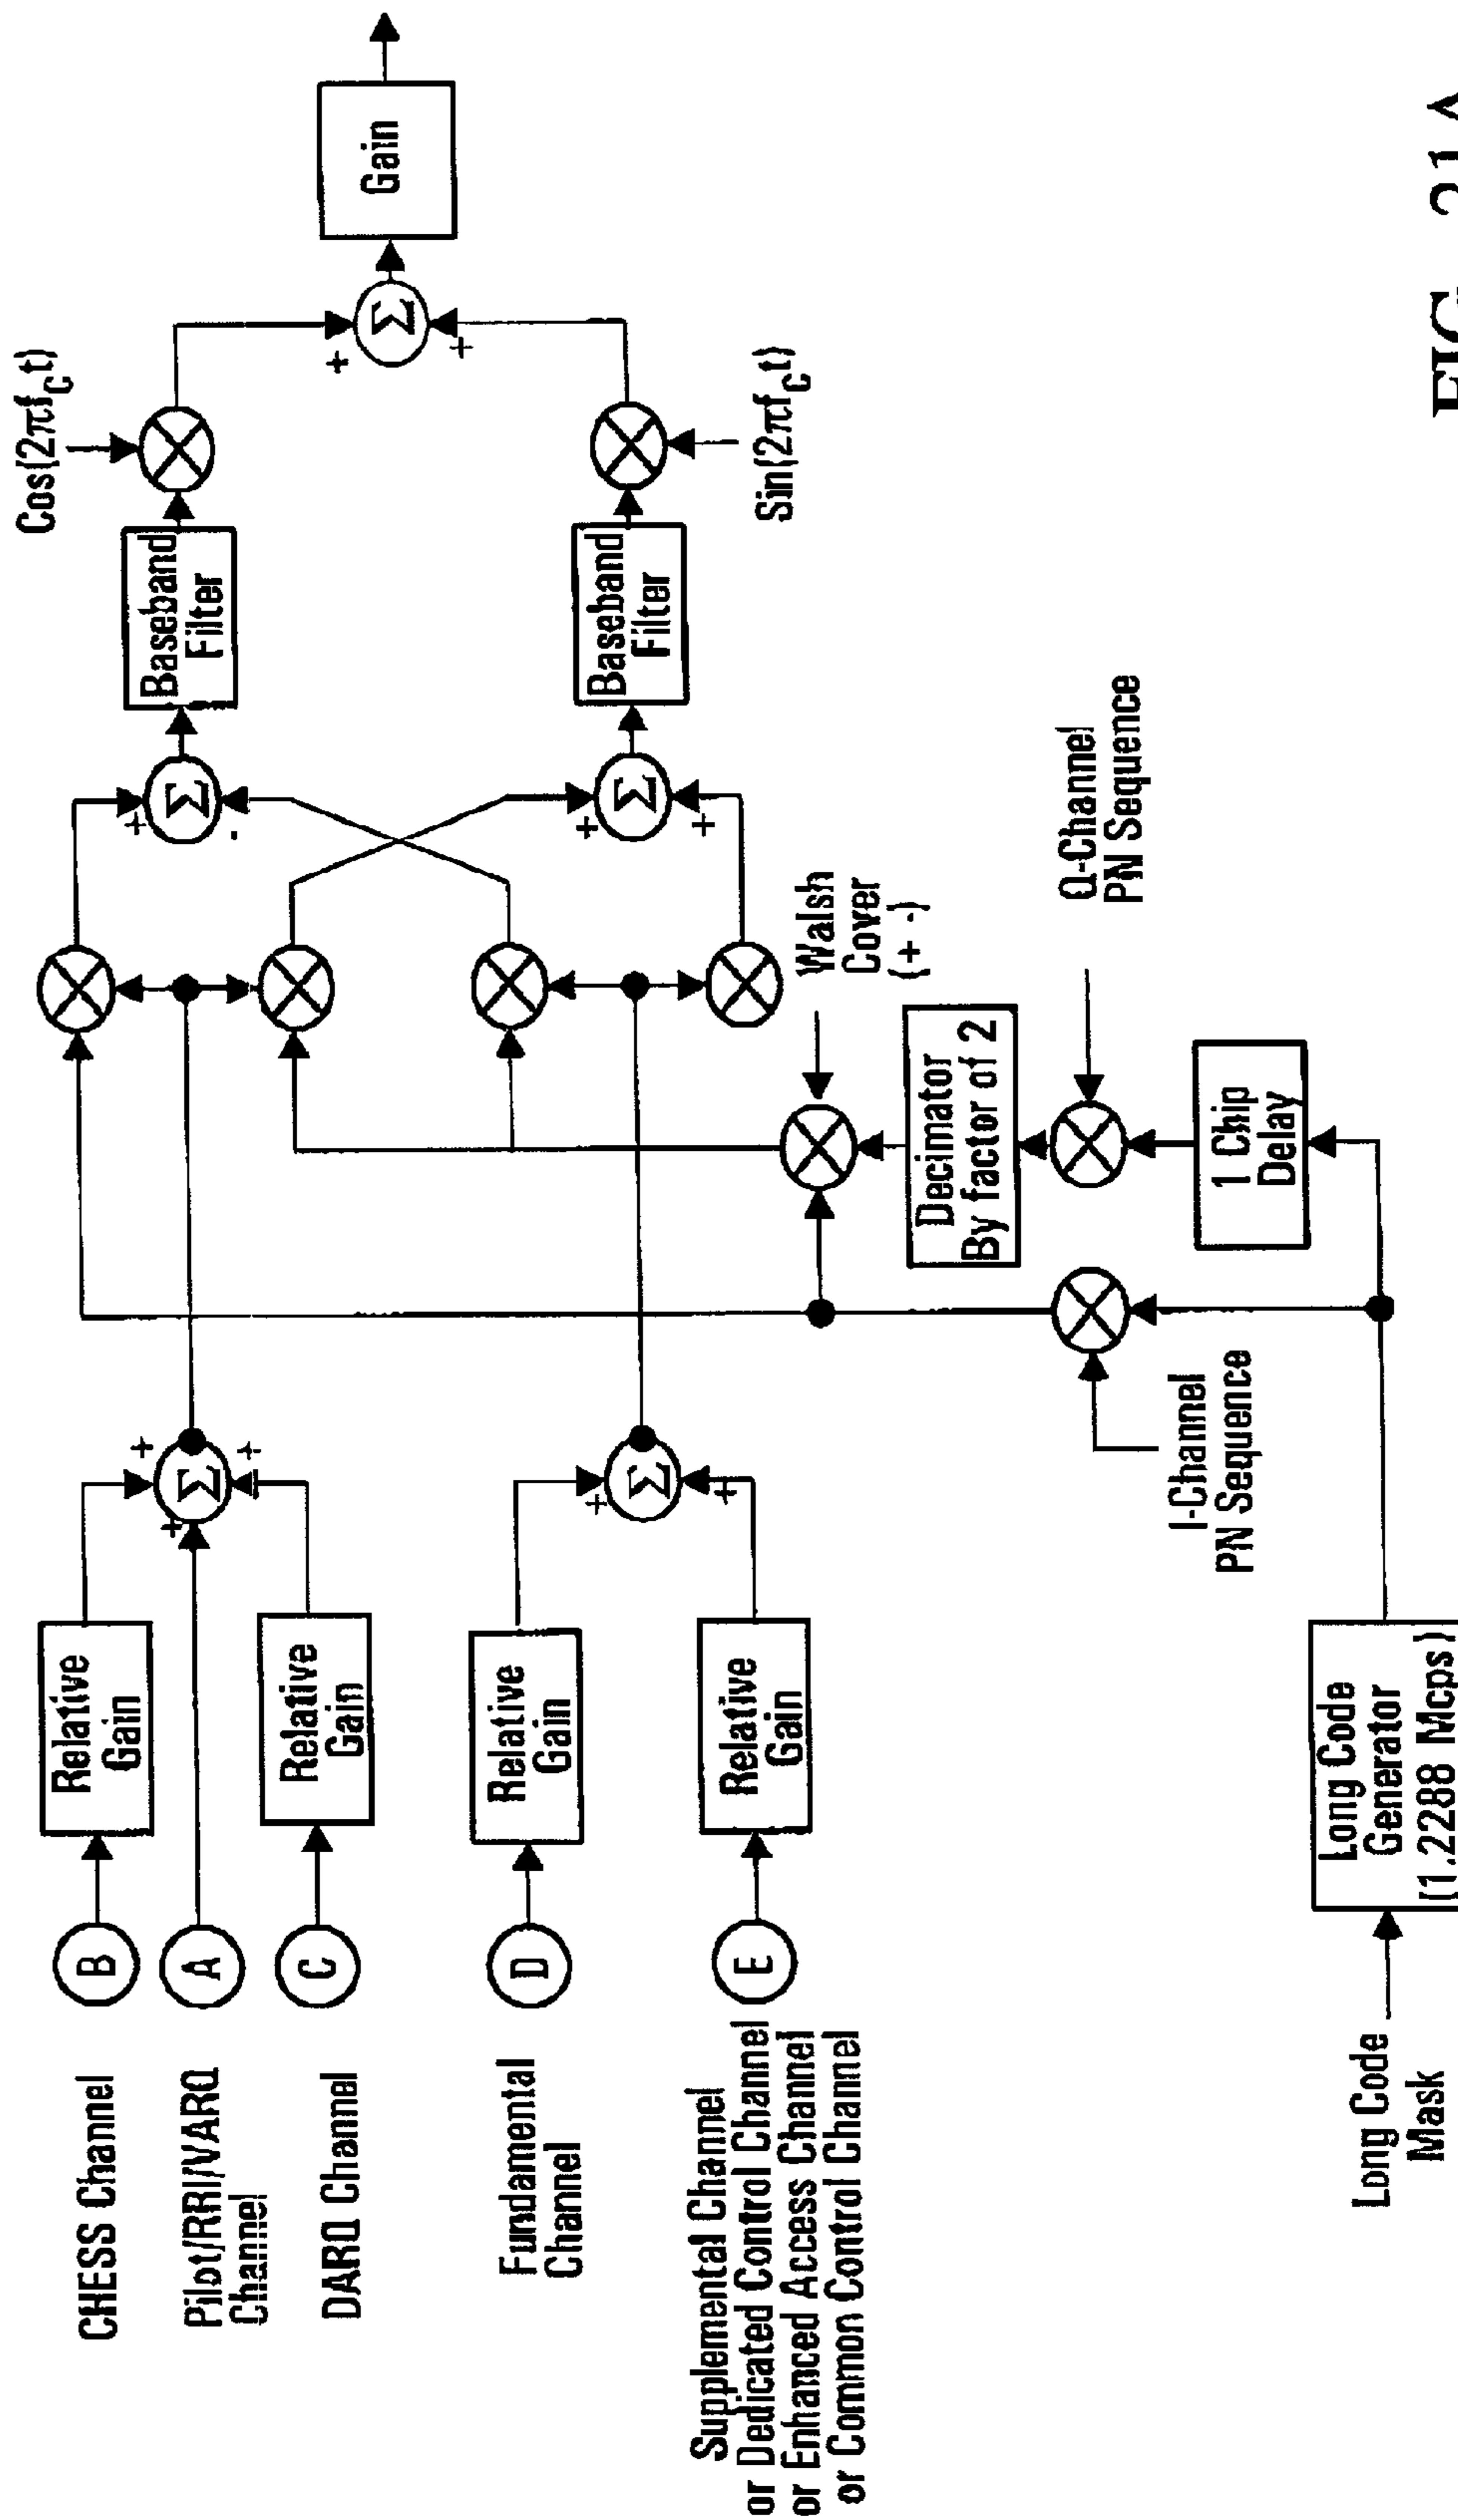 CHESS Channel
B
Relative
Gain
Pilot/RRI/VARQ
Channel
A
DARQ Channel
C
Relative
Gain
Fundamental
Channel
D
Relative
Gain
Supplemental Channel
or Dedicated Control Channel
or Enhanced Access Channel
or Common Control Channel
E
Relative
Gain
Long Code
Mask
Long Code
Generator
(1.2288 Mcps)
+
+
+
Σ
+
+
Σ
I-Channel
PN Sequence
1 Chip
Delay
Q-Channel
PN Sequence
Decimator
By factor of 2
Walsh
Cover
(+ -)
+
-
Σ
+
+
Σ
Baseband
Filter
Baseband
Filter
Cos(2πfct)
Sin(2πfct)
+
+
Σ
Gain